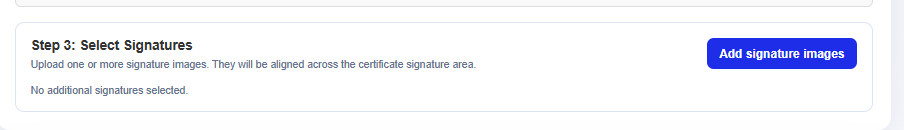 Step 3: Select Signatures
Upload one or more signature images. They will be aligned across the certificate signature area.
Add signature images
No additional signatures selected.